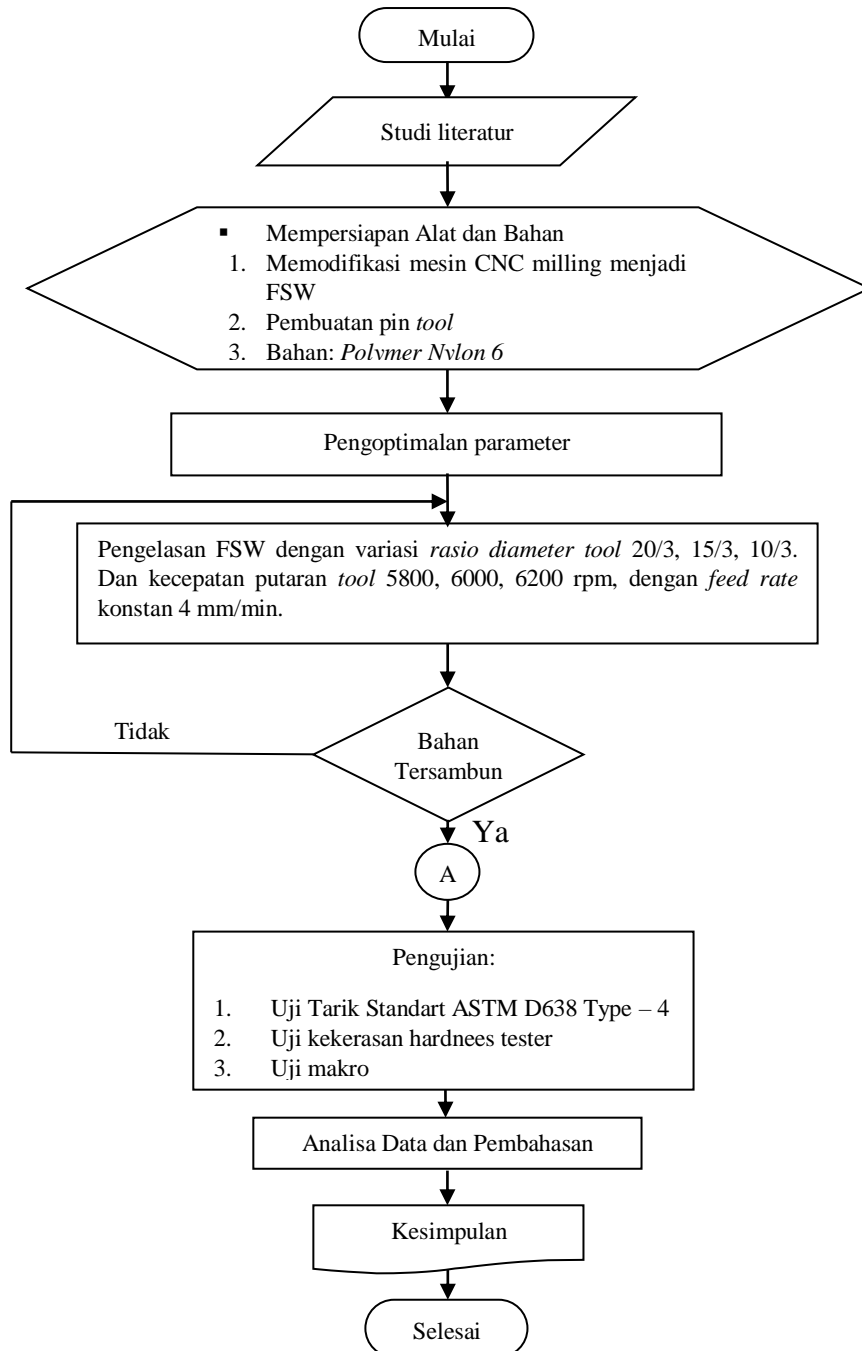 Mulai
Studi literatur
▪ Mempersiapan Alat dan Bahan
1. Memodifikasi mesin CNC milling menjadi
FSW
2. Pembuatan pin tool
3. Bahan: Polymer Nylon 6
Pengoptimalan parameter
Pengelasan FSW dengan variasi rasio diameter tool 20/3, 15/3, 10/3.
Dan kecepatan putaran tool 5800, 6000, 6200 rpm, dengan feed rate
konstan 4 mm/min.
Tidak
Bahan
Tersambun
Ya
A
Pengujian:
1. Uji Tarik Standart ASTM D638 Type – 4
2. Uji kekerasan hardnees tester
3. Uji makro
Analisa Data dan Pembahasan
Kesimpulan
Selesai